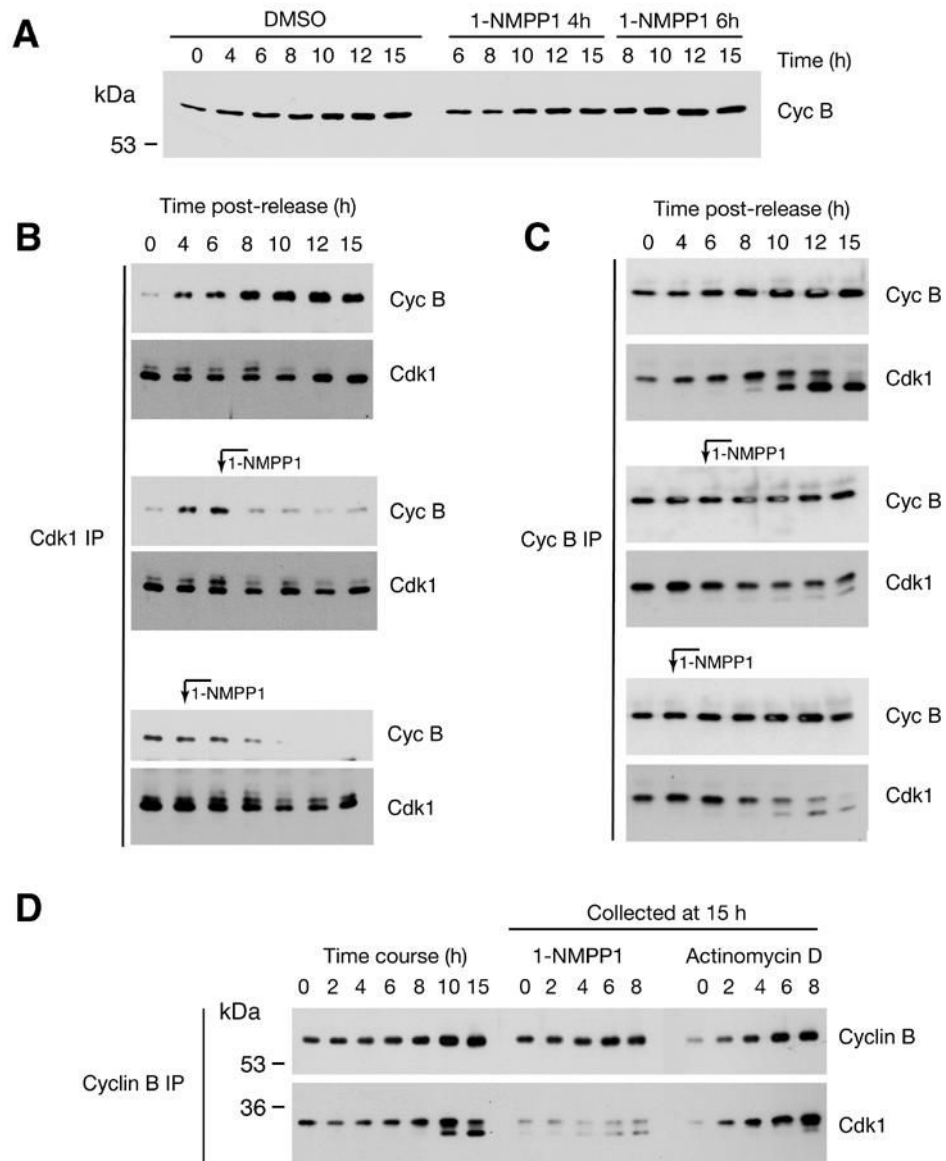 A
DMSO 1-NMPP1 4h 1-NMPP1 6h
0 4 6 8 10 12 15 6 8 10 12 15 8 10 12 15 Time (h)
kDa
Cyc B
53
B
Time post-release (h)
0 4 6 8 10 12 15
Cyc B
Cdk1
1-NMPP1
Cyc B
Cdk1 IP
Cdk1
1-NMPP1
Cyc B
Cdk1
C
Time post-release (h)
0 4 6 8 10 12 15
Cyc B
Cdk1
1-NMPP1
Cyc B
Cyc B IP
Cdk1
1-NMPP1
Cyc B
Cdk1
D
Collected at 15 h
Time course (h) 1-NMPP1 Actinomycin D
0 2 4 6 8 10 15 0 2 4 6 8 0 2 4 6 8
kDa
Cyclin B
53
Cyclin B IP
36
Cdk1